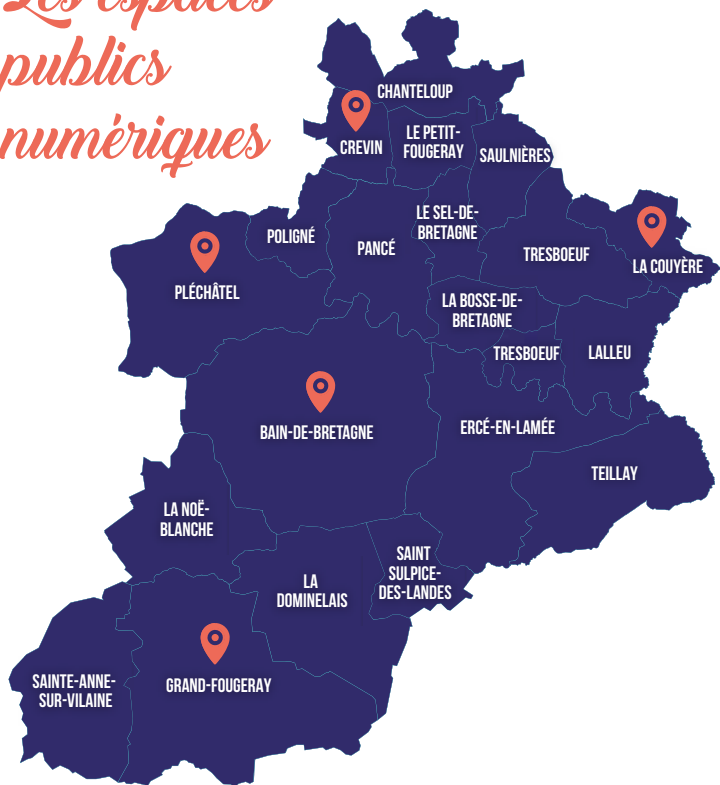 Les espaces
publics
numériques
CHANTELOUP
CREVIN
LE PETIT-
FOUGERAY
SAULNIÈRES
LE SEL-DE-
BRETAGNE
POLIGNÉ
PANCÉ
TRESBOEUF
LA COUYÈRE
PLÉCHÂTEL
LA BOSSE-DE-
BRETAGNE
TRESBOEUF
LALLEU
BAIN-DE-BRETAGNE
ERCÉ-EN-LAMÉE
TEILLAY
LA NOË-
BLANCHE
SAINT
SULPICE-
DES-LANDES
LA
DOMINELAIS
SAINTE-ANNE-
SUR-VILAINE
GRAND-FOUGERAY